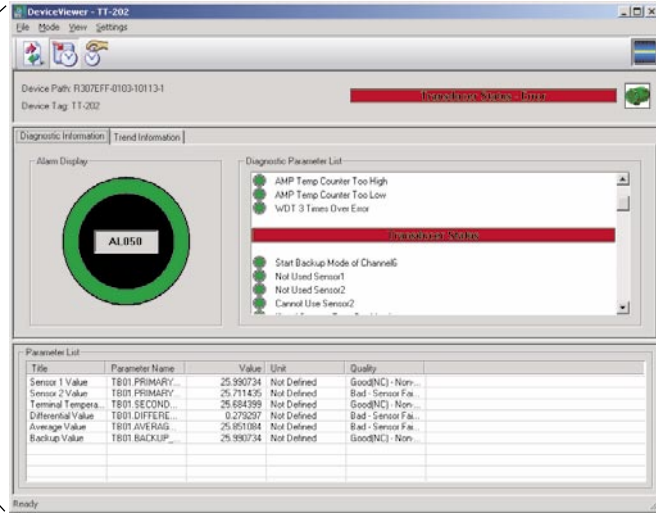 DeviceViewer - TT-202
File Mode View Settings
Device Path: R307EFF-0103-10113-1
Device Tag: TT-202
Transducer Status - Error
Diagnostic Information Trend Information
Alarm Display
AL050
Diagnostic Parameter List
AMP Temp Counter Too High
AMP Temp Counter Too Low
WDT 3 Times Over Error
Transducer Status
Start Backup Mode of Channel6
Not Used Sensor1
Not Used Sensor2
Cannot Use Sensor2
Parameter List
Title Parameter Name Value Unit Quality
Sensor 1 Value TB01.PRIMARY... 25.990734 Not Defined Good(NC) - Non-...
Sensor 2 Value TB01.PRIMARY... 25.711435 Not Defined Bad - Sensor Fai...
Terminal Tempera... TB01.SECOND... 25.684399 Not Defined Good(NC) - Non-...
Differential Value TB01.DIFFERE... 0.279297 Not Defined Bad - Sensor Fai...
Average Value TB01.AVERAG... 25.851084 Not Defined Bad - Sensor Fai...
Backup Value TB01.BACKUP_... 25.990734 Not Defined Good(NC) - Non-...
Ready